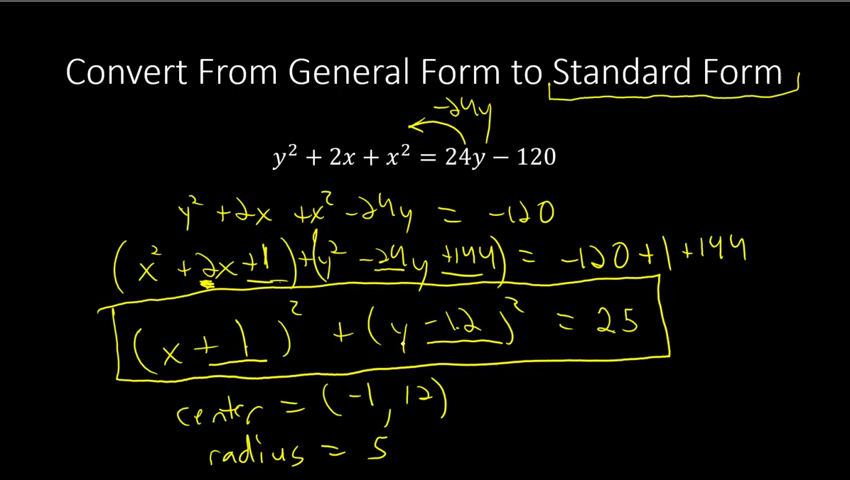 Convert From General Form to Standard Form
-24y
y² + 2x + x² = 24y − 120
y² + 2x + x² - 24y = -120
(x² + 2x + 1) + (y² - 24y + 144) = -120 + 1 + 144
(x + 1)² + (y - 12)² = 25
center = (-1, 12)
radius = 5